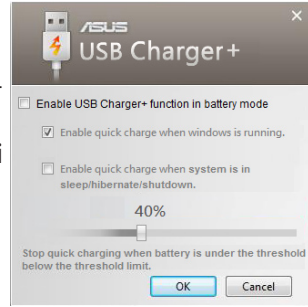 ASUS
USB Charger+
Enable USB Charger+ function in battery mode
Enable quick charge when windows is running.
Enable quick charge when system is in
sleep/hibernate/shutdown.
40%
Stop quick charging when battery is under the threshold
below the threshold limit.
OK Cancel